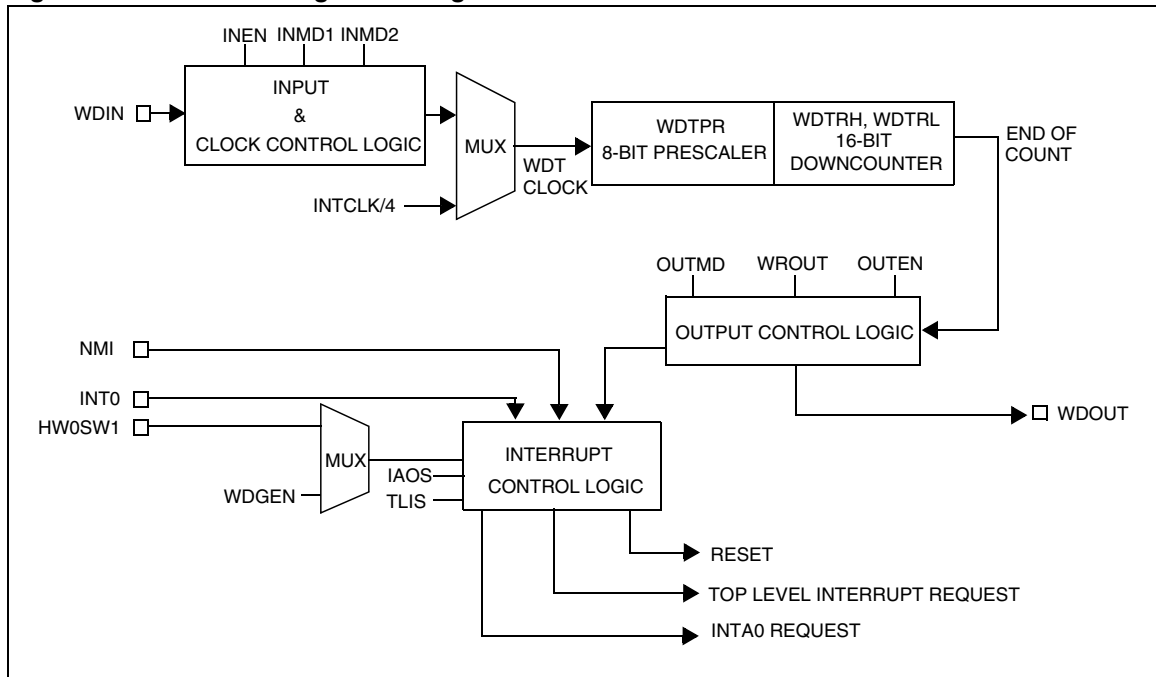 INEN INMD1 INMD2
INPUT
&
CLOCK CONTROL LOGIC
WDIN
MUX
INTCLK/4
WDT
CLOCK
WDTPR
8-BIT PRESCALER
WDTRH, WDTRL
16-BIT
DOWNCOUNTER
END OF
COUNT
OUTMD WROUT OUTEN
OUTPUT CONTROL LOGIC
NMI
INT0
HW0SW1
MUX
WDGEN
IAOS
TLIS
INTERRUPT
CONTROL LOGIC
WDOUT
RESET
TOP LEVEL INTERRUPT REQUEST
INTA0 REQUEST